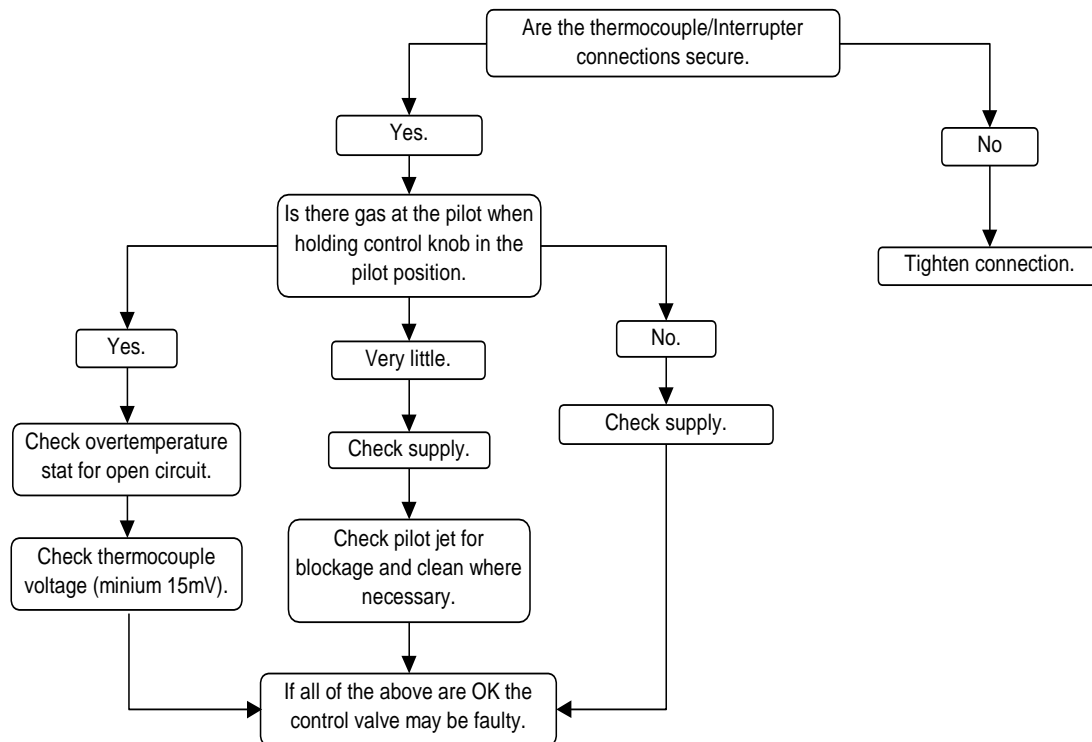 Are the thermocouple/Interrupter
connections secure.
Yes.
No
Is there gas at the pilot when
holding control knob in the
pilot position.
Tighten connection.
Yes.
Very little.
No.
Check overtemperature
stat for open circuit.
Check supply.
Check supply.
Check thermocouple
voltage (minium 15mV).
Check pilot jet for
blockage and clean where
necessary.
If all of the above are OK the
control valve may be faulty.